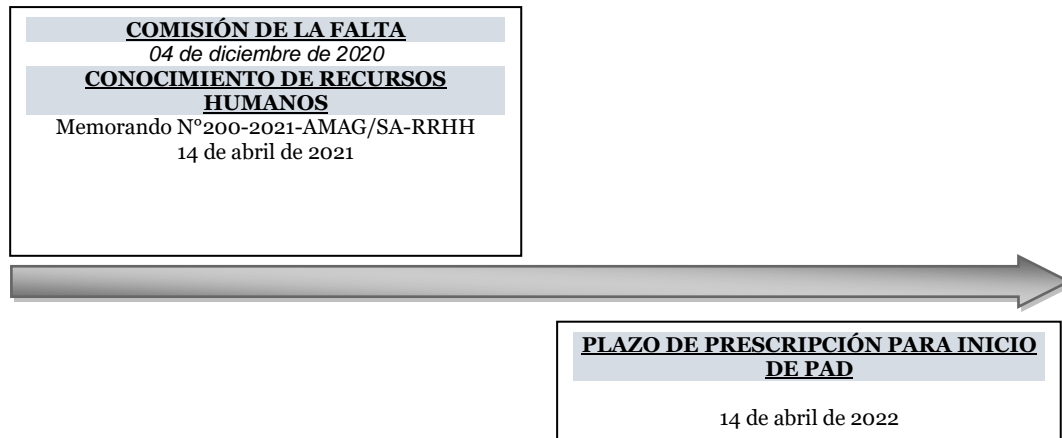 COMISIÓN DE LA FALTA
04 de diciembre de 2020
CONOCIMIENTO DE RECURSOS
HUMANOS
Memorando N°200-2021-AMAG/SA-RRHH
14 de abril de 2021
PLAZO DE PRESCRIPCIÓN PARA INICIO
DE PAD
14 de abril de 2022